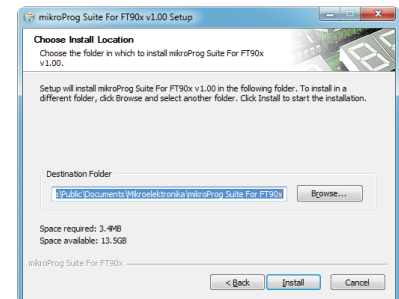 mikroProg Suite For FT90x v1.00 Setup
Choose Install Location
Choose the folder in which to install mikroProg Suite For FT90x
v1.00.
Setup will install mikroProg Suite For FT90x v1.00 in the following folder. To install in a
different folder, click Browse and select another folder. Click Install to start the installation.
Destination Folder
s\Public\Documents\Mikroelektronika\mikroProg Suite For FT90x
Browse...
Space required: 3.4MB
Space available: 13.5GB
mikroProg Suite For FT90x
< Back
Install
Cancel